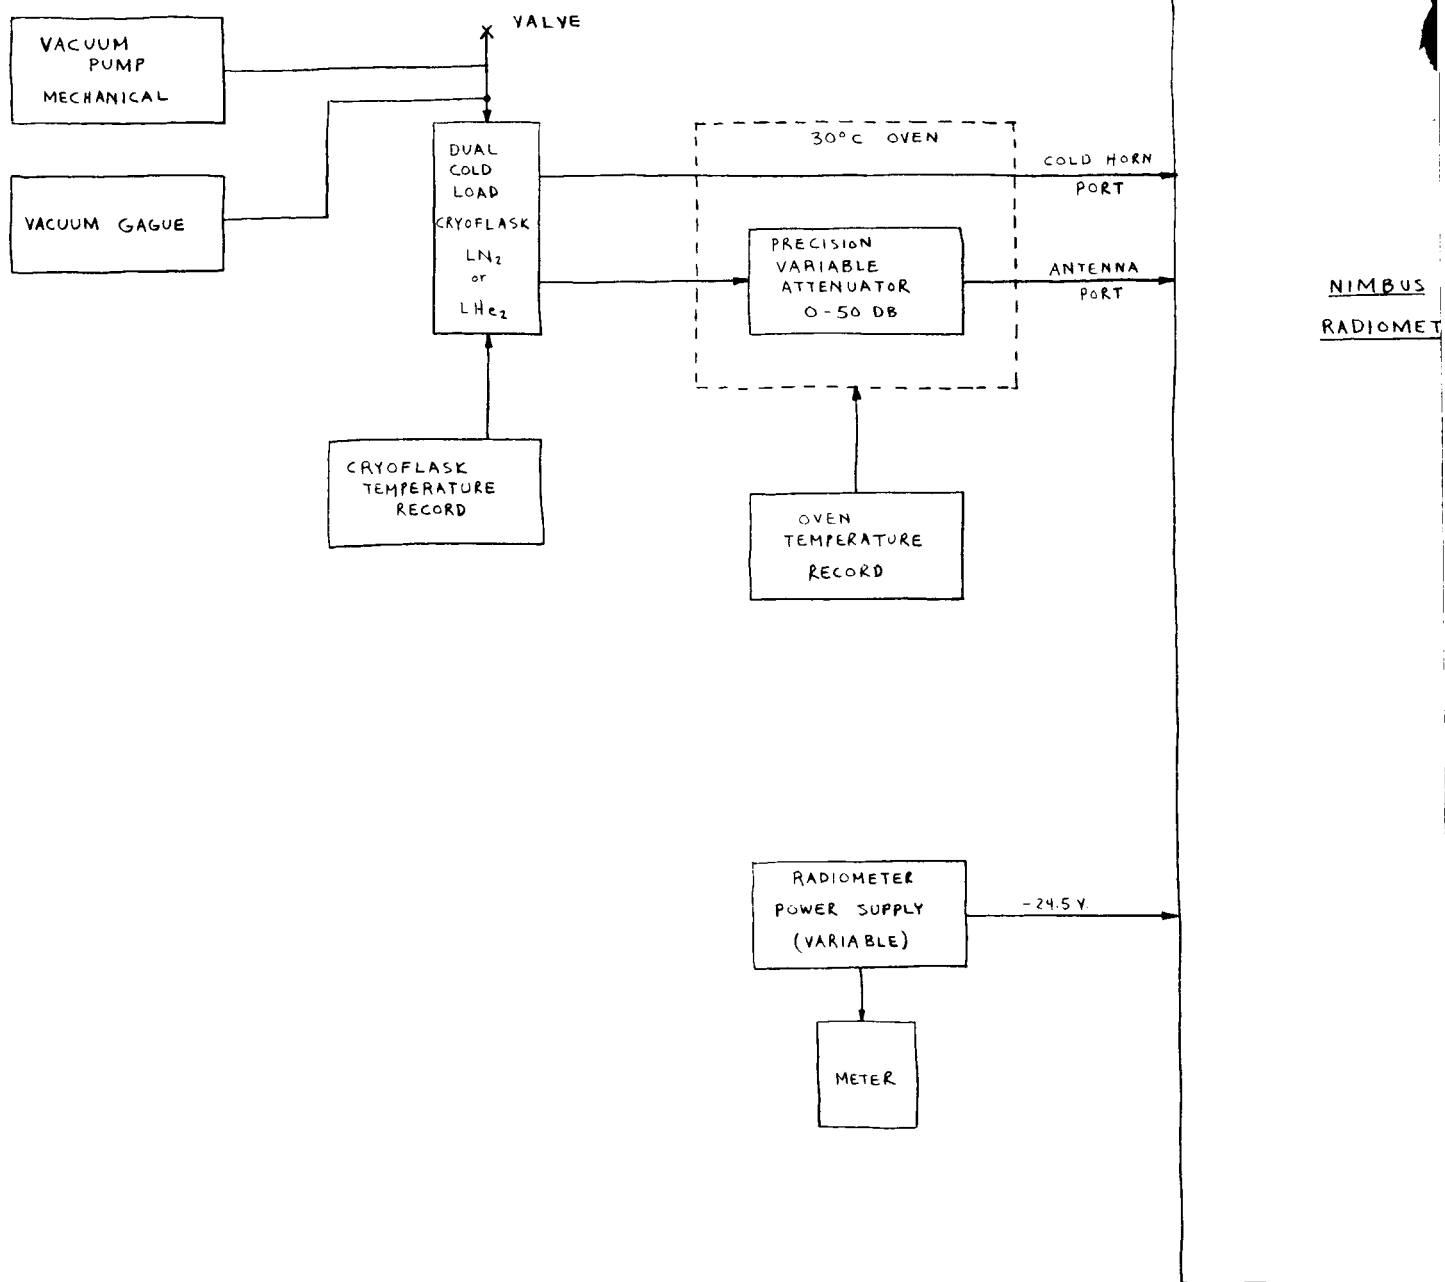 VALVE
VACUUM
PUMP
MECHANICAL
VACUUM GAGUE
DUAL
COLD
LOAD
CRYOFLASK
LN₂
or
LHe₂
30°C OVEN
COLD HORN
PORT
PRECISION
VARIABLE
ATTENUATOR
0-50 DB
ANTENNA
PORT
NIMBUS
RADIOMET
CRYOFLASK
TEMPERATURE
RECORD
OVEN
TEMPERATURE
RECORD
RADIOMETER
POWER SUPPLY
(VARIABLE)
-24.5 V.
METER